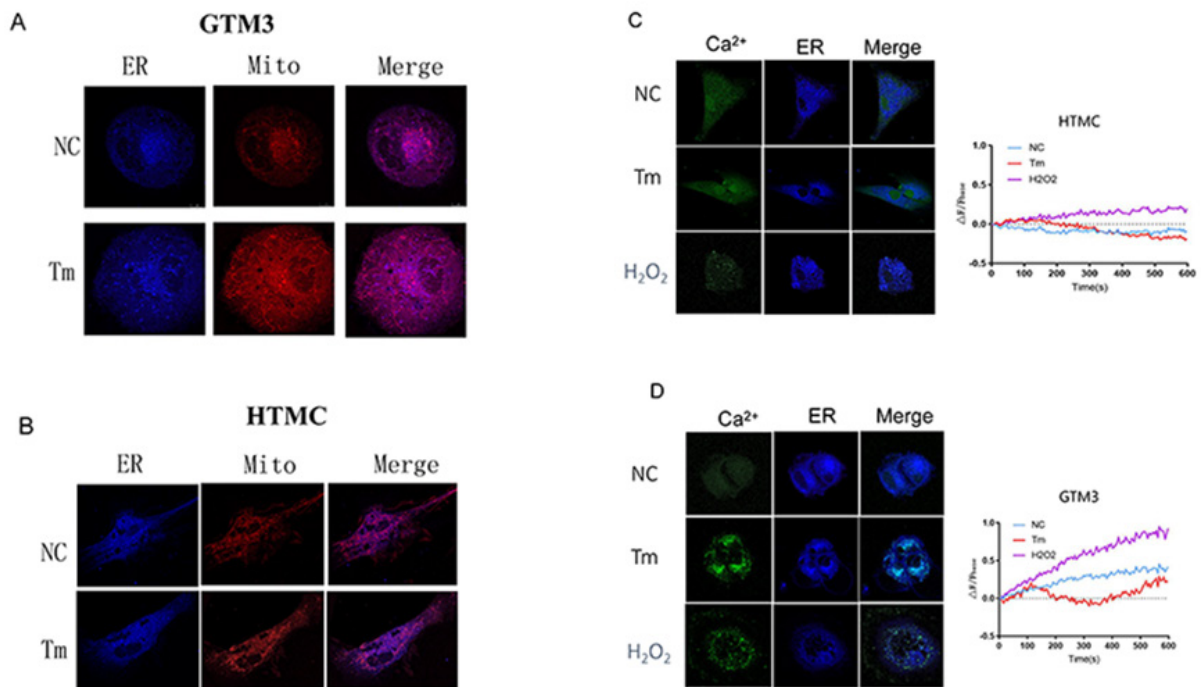 A
GTM3
ER Mito Merge
NC
Tm
B
HTMC
ER Mito Merge
NC
Tm
C
Ca²⁺ ER Merge
NC
Tm
H₂O₂
HTMC
NC
Tm
H2O2
△F/Fbase
1.0
0.5
0.0
-0.5
0 100 200 300 400 500 600
Time(s)
D
Ca²⁺ ER Merge
NC
Tm
H₂O₂
GTM3
NC
Tm
H2O2
△F/Fbase
1.0
0.5
0.0
-0.5
0 100 200 300 400 500 600
Time(s)